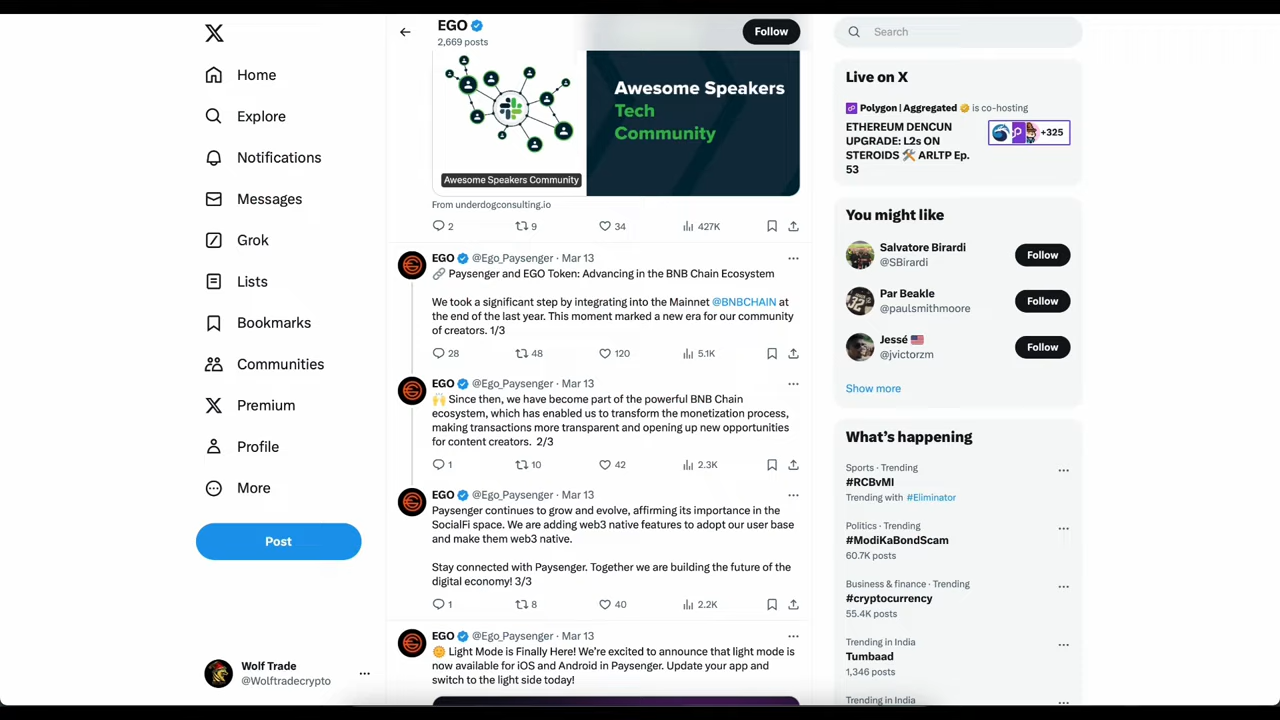 Home
Explore
Notifications
Messages
Grok
Lists
Bookmarks
Communities
Premium
Profile
More
Post
Wolf Trade
@Wolftradecrypto
EGO
2,669 posts
Follow
Awesome Speakers
Tech
Community
Awesome Speakers Community
From underdogconsulting.io
2 9 34 427K
EGO @Ego_Paysenger · Mar 13
🔗 Paysenger and EGO Token: Advancing in the BNB Chain Ecosystem
We took a significant step by integrating into the Mainnet @BNBCHAIN at
the end of the last year. This moment marked a new era for our community
of creators. 1/3
28 48 120 5.1K
EGO @Ego_Paysenger · Mar 13
🙌 Since then, we have become part of the powerful BNB Chain
ecosystem, which has enabled us to transform the monetization process,
making transactions more transparent and opening up new opportunities
for content creators. 2/3
1 10 42 2.3K
EGO @Ego_Paysenger · Mar 13
Paysenger continues to grow and evolve, affirming its importance in the
SocialFi space. We are adding web3 native features to adopt our user base
and make them web3 native.
Stay connected with Paysenger. Together we are building the future of the
digital economy! 3/3
1 8 40 2.2K
EGO @Ego_Paysenger · Mar 13
🌞 Light Mode is Finally Here! We're excited to announce that light mode is
now available for iOS and Android in Paysenger. Update your app and
switch to the light side today!
Search
Live on X
Polygon | Aggregated is co-hosting
ETHEREUM DENCUN
UPGRADE: L2s ON
STEROIDS 🛠️ ARLTP Ep.
53
+325
You might like
Salvatore Birardi
@SBirardi
Follow
Par Beakle
@paulsmithmoore
Follow
Jessé 🇺🇸
@jvictorzm
Follow
Show more
What's happening
Sports · Trending
#RCBvMI
Trending with #Eliminator
Politics · Trending
#ModiKaBondScam
60.7K posts
Business & finance · Trending
#cryptocurrency
55.4K posts
Trending in India
Tumbaad
1,346 posts
Trending in India